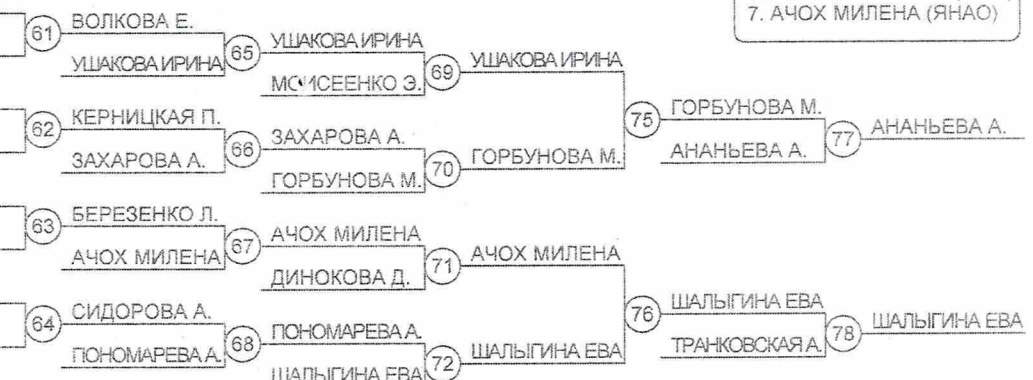 7. АЧОХ МИЛЕНА (ЯНАО)
61 ВОЛКОВА Е.
УШАКОВА ИРИНА
65 УШАКОВА ИРИНА
МОИСЕЕНКО Э.
69 УШАКОВА ИРИНА
62 КЕРНИЦКАЯ П.
ЗАХАРОВА А.
66 ЗАХАРОВА А.
ГОРБУНОВА М.
70 ГОРБУНОВА М.
75 ГОРБУНОВА М.
АНАНЬЕВА А.
77 АНАНЬЕВА А.
63 БЕРЕЗЕНКО Л.
АЧОХ МИЛЕНА
67 АЧОХ МИЛЕНА
ДИНОКОВА Д.
71 АЧОХ МИЛЕНА
64 СИДОРОВА А.
ПОНОМАРЕВА А.
68 ПОНОМАРЕВА А.
ШАЛЫГИНА ЕВА
72 ШАЛЫГИНА ЕВА
76 ШАЛЫГИНА ЕВА
ТРАНКОВСКАЯ А.
78 ШАЛЫГИНА ЕВА